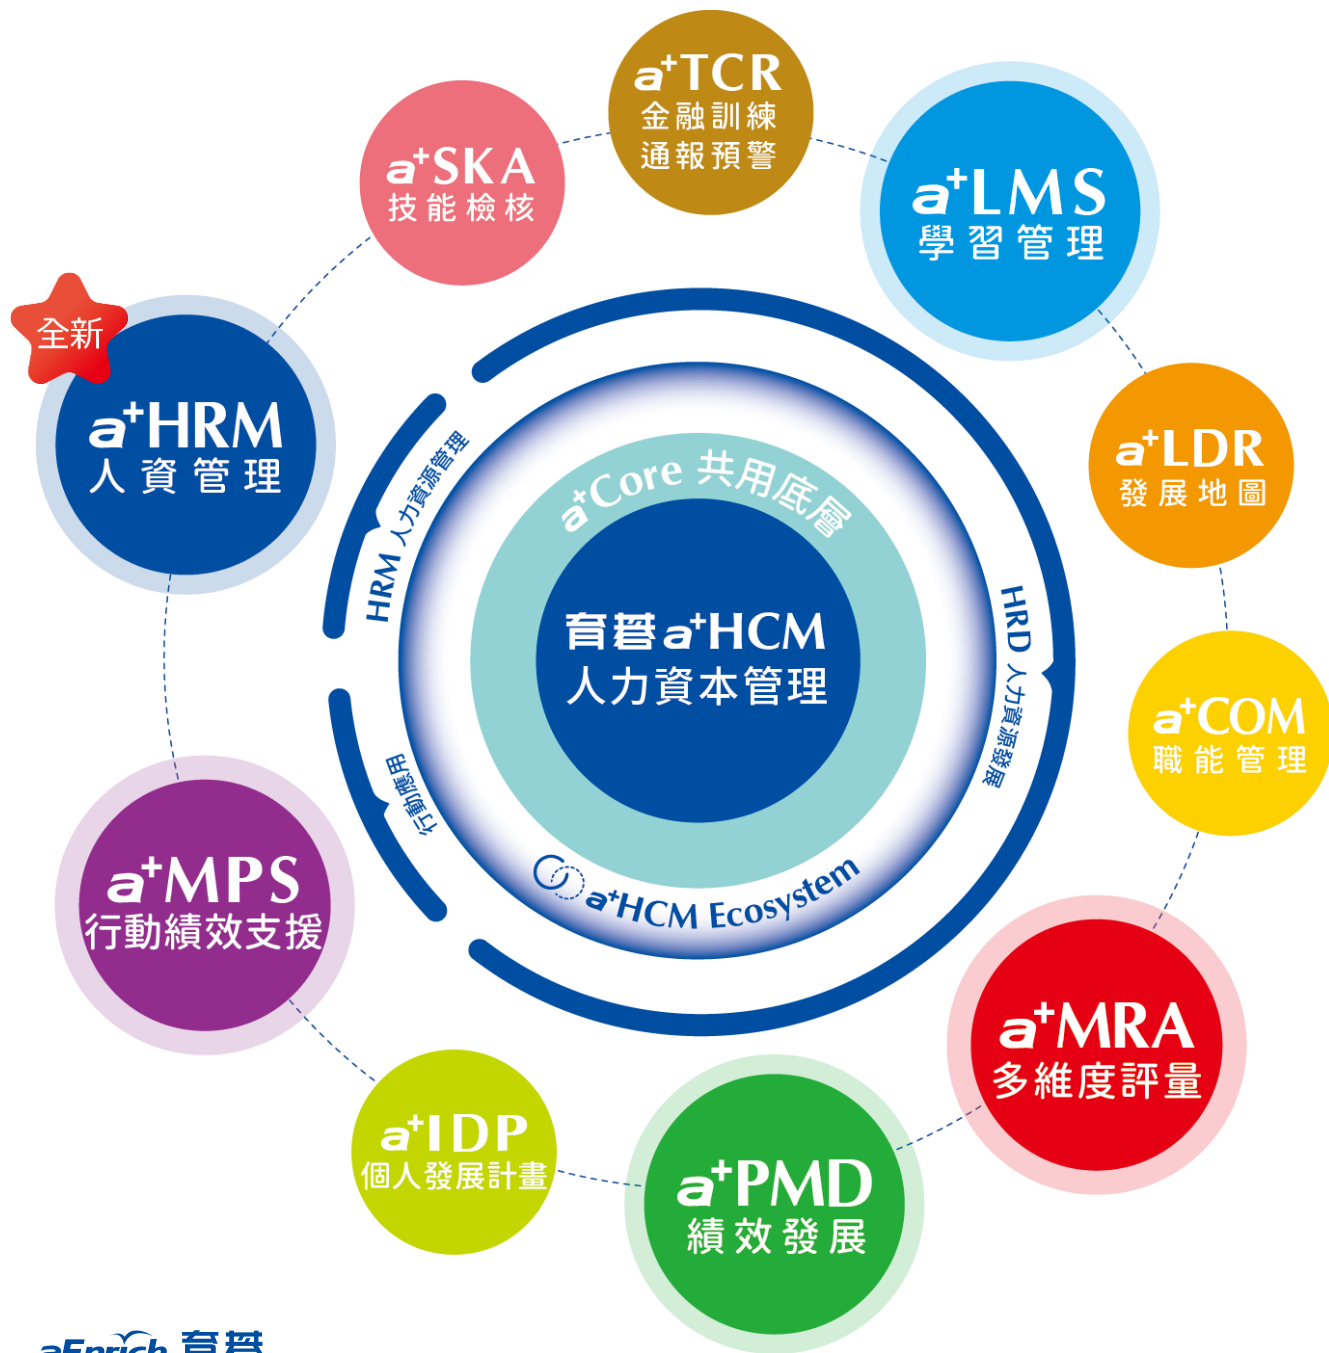 a+TCR
金融訓練
通報預警
a+SKA
技能檢核
a+LMS
學習管理
全新
a+HRM
人資管理
a+LDR
發展地圖
HRM 人力資源管理
a+Core 共用底層
育碁a+HCM
人力資本管理
HRD 人力資源發展
a+COM
職能管理
行動應用
a+HCM Ecosystem
a+MPS
行動績效支援
a+MRA
多維度評量
a+IDP
個人發展計畫
a+PMD
績效發展
aEnrich 育碁